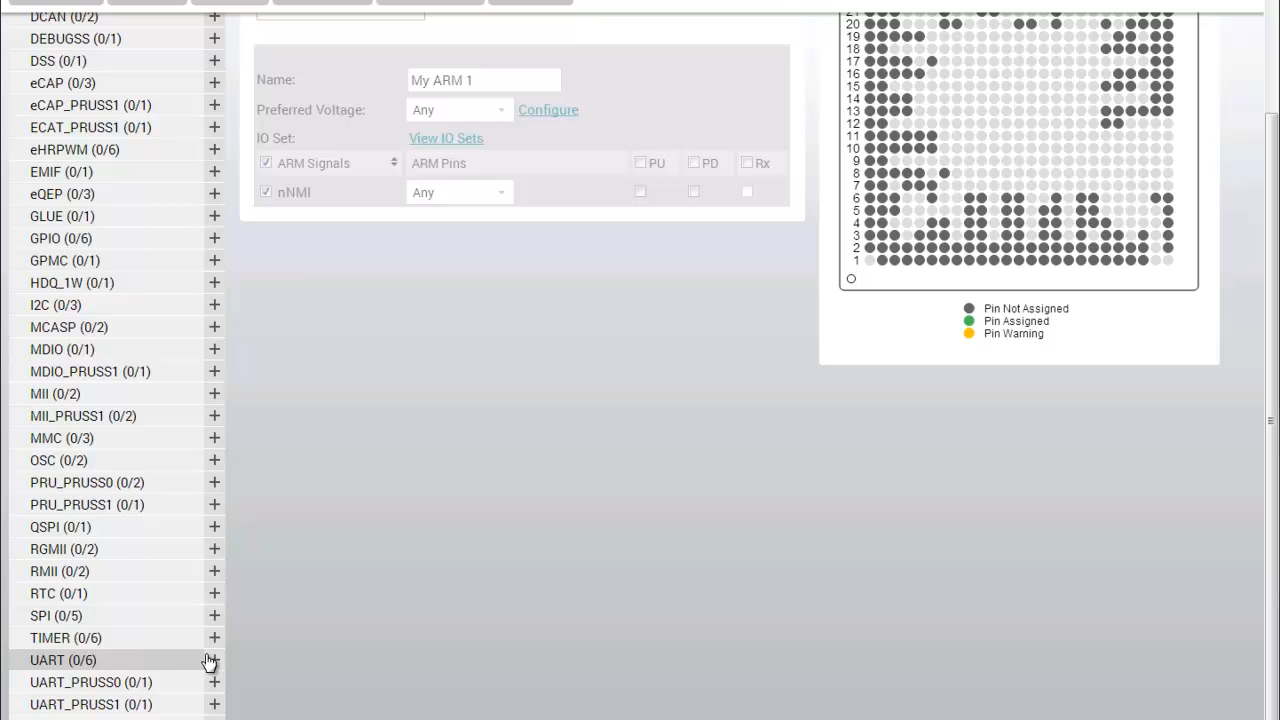 DCAN (0/2)
DEBUGSS (0/1)
DSS (0/1)
eCAP (0/3)
eCAP_PRUSS1 (0/1)
ECAT_PRUSS1 (0/1)
eHRPWM (0/6)
EMIF (0/1)
eQEP (0/3)
GLUE (0/1)
GPIO (0/6)
GPMC (0/1)
HDQ_1W (0/1)
I2C (0/3)
MCASP (0/2)
MDIO (0/1)
MDIO_PRUSS1 (0/1)
MII (0/2)
MII_PRUSS1 (0/2)
MMC (0/3)
OSC (0/2)
PRU_PRUSS0 (0/2)
PRU_PRUSS1 (0/1)
QSPI (0/1)
RGMII (0/2)
RMII (0/2)
RTC (0/1)
SPI (0/5)
TIMER (0/6)
UART (0/6)
UART_PRUSS0 (0/1)
UART_PRUSS1 (0/1)
Name: My ARM 1
Preferred Voltage: Any Configure
IO Set: View IO Sets
ARM Signals ARM Pins PU PD Rx
nNMI Any
20
19
18
17
16
15
14
13
12
11
10
9
8
7
6
5
4
3
2
1
Pin Not Assigned
Pin Assigned
Pin Warning